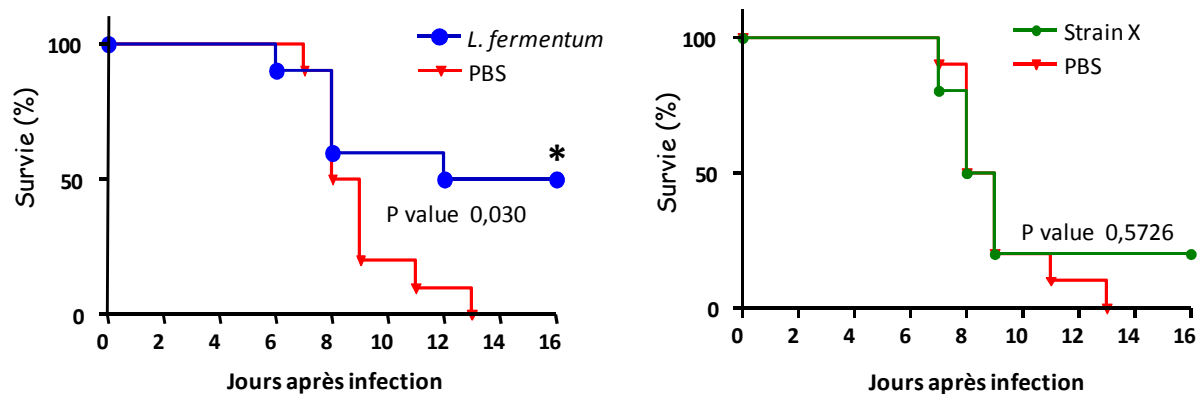 L. fermentum
PBS
100
50
0
Survie (%)
*
P value 0,030
0 2 4 6 8 10 12 14 16
Jours après infection
Strain X
PBS
100
50
0
Survie (%)
P value 0,5726
0 2 4 6 8 10 12 14 16
Jours après infection